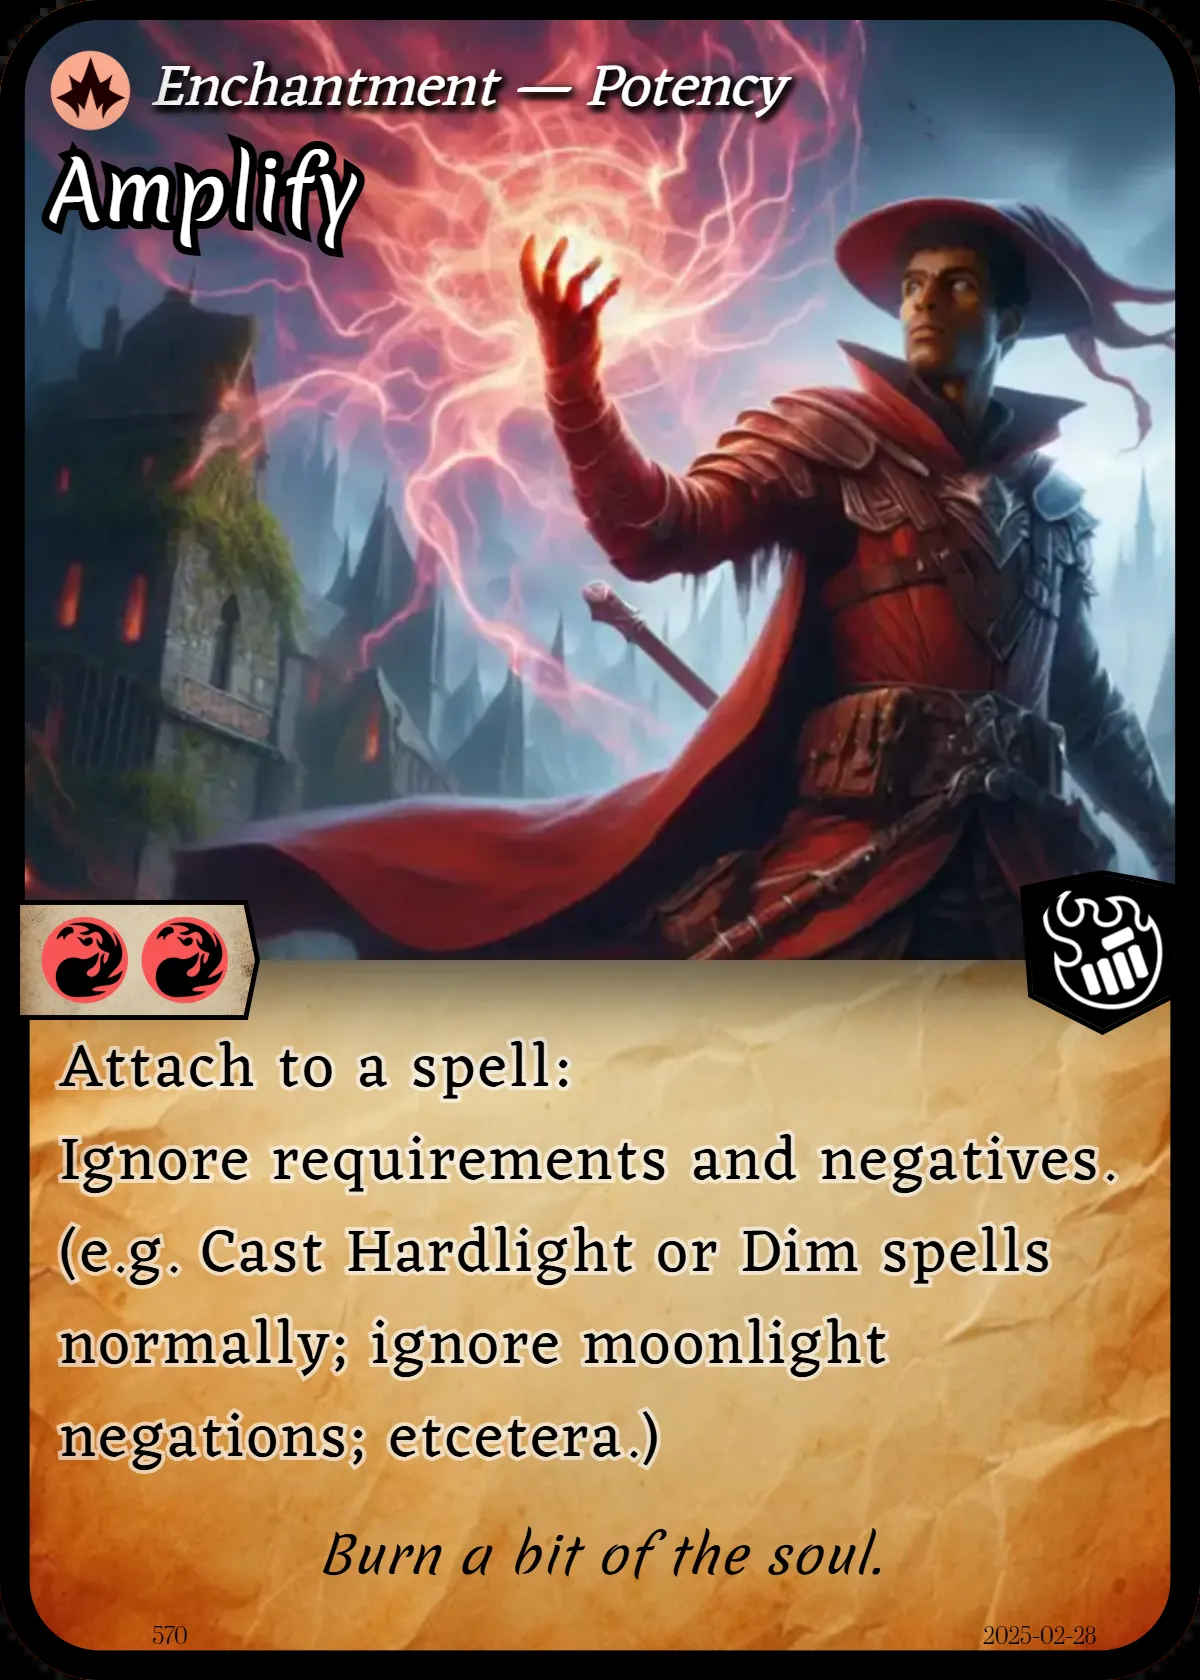 Enchantment — Potency
Amplify
Attach to a spell:
Ignore requirements and negatives.
(e.g. Cast Hardlight or Dim spells
normally; ignore moonlight
negations; etcetera.)
Burn a bit of the soul.
570
2025-02-28